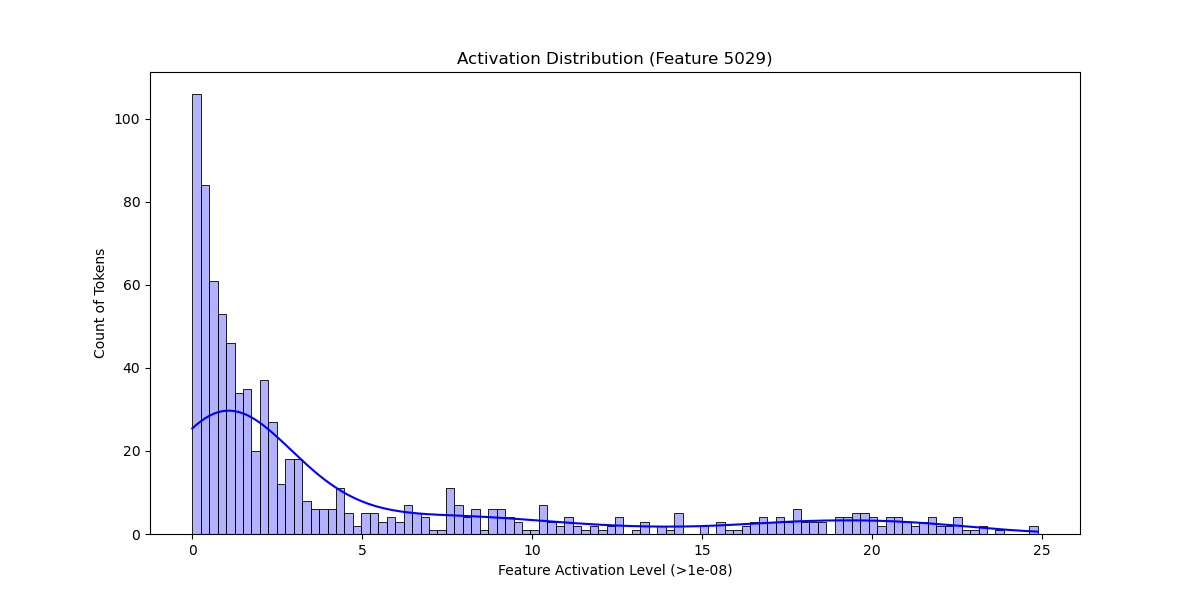 Activation Distribution (Feature 5029)
100
80
60
40
20
0
Count of Tokens
0 5 10 15 20 25
Feature Activation Level (>1e-08)